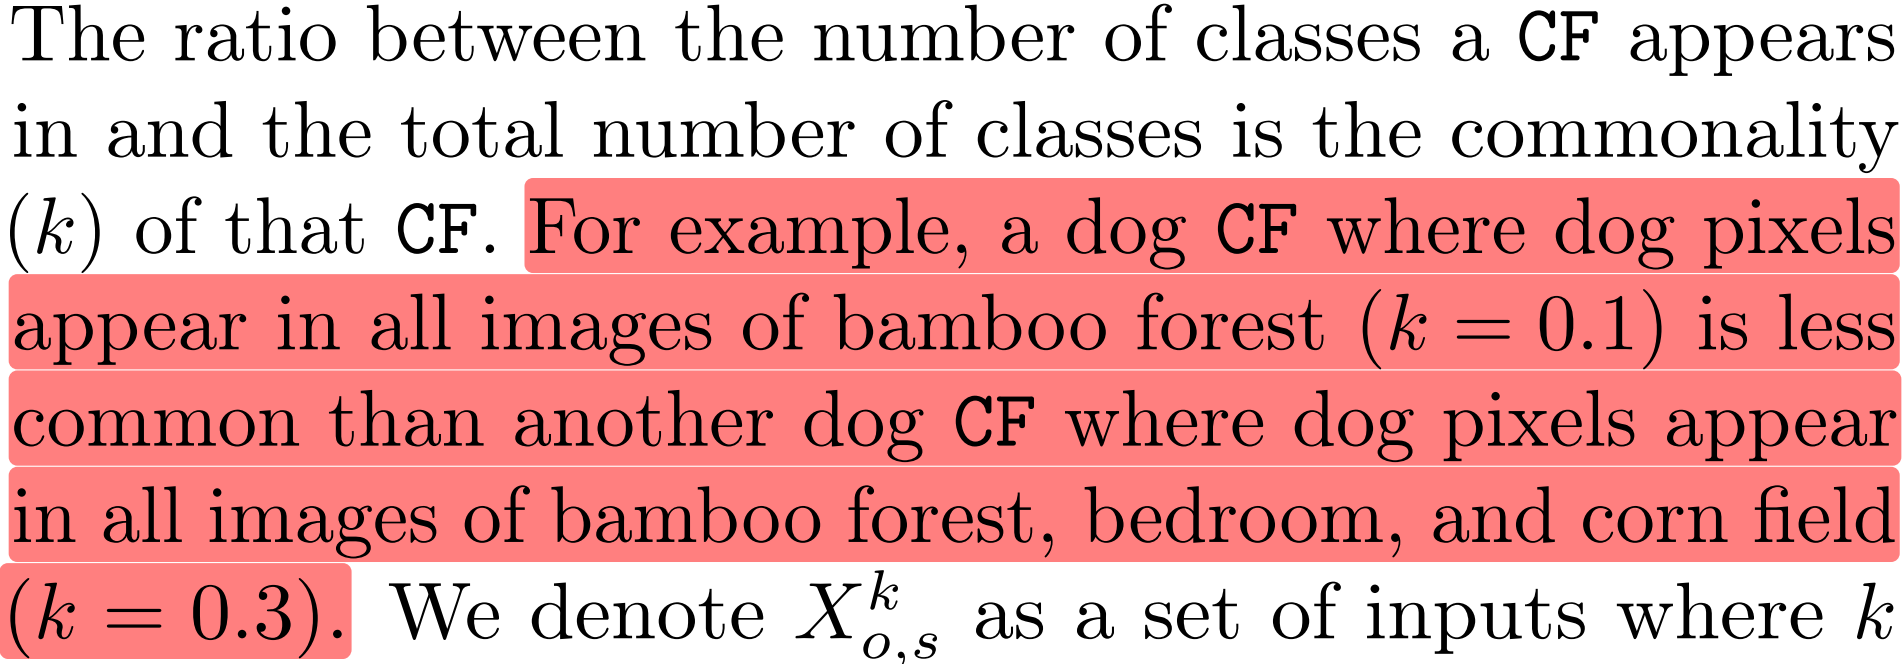 The ratio between the number of classes a CF appears
in and the total number of classes is the commonality
(k) of that CF. For example, a dog CF where dog pixels
appear in all images of bamboo forest (k = 0.1) is less
common than another dog CF where dog pixels appear
in all images of bamboo forest, bedroom, and corn field
(k = 0.3). We denote X^k_{o,s} as a set of inputs where k